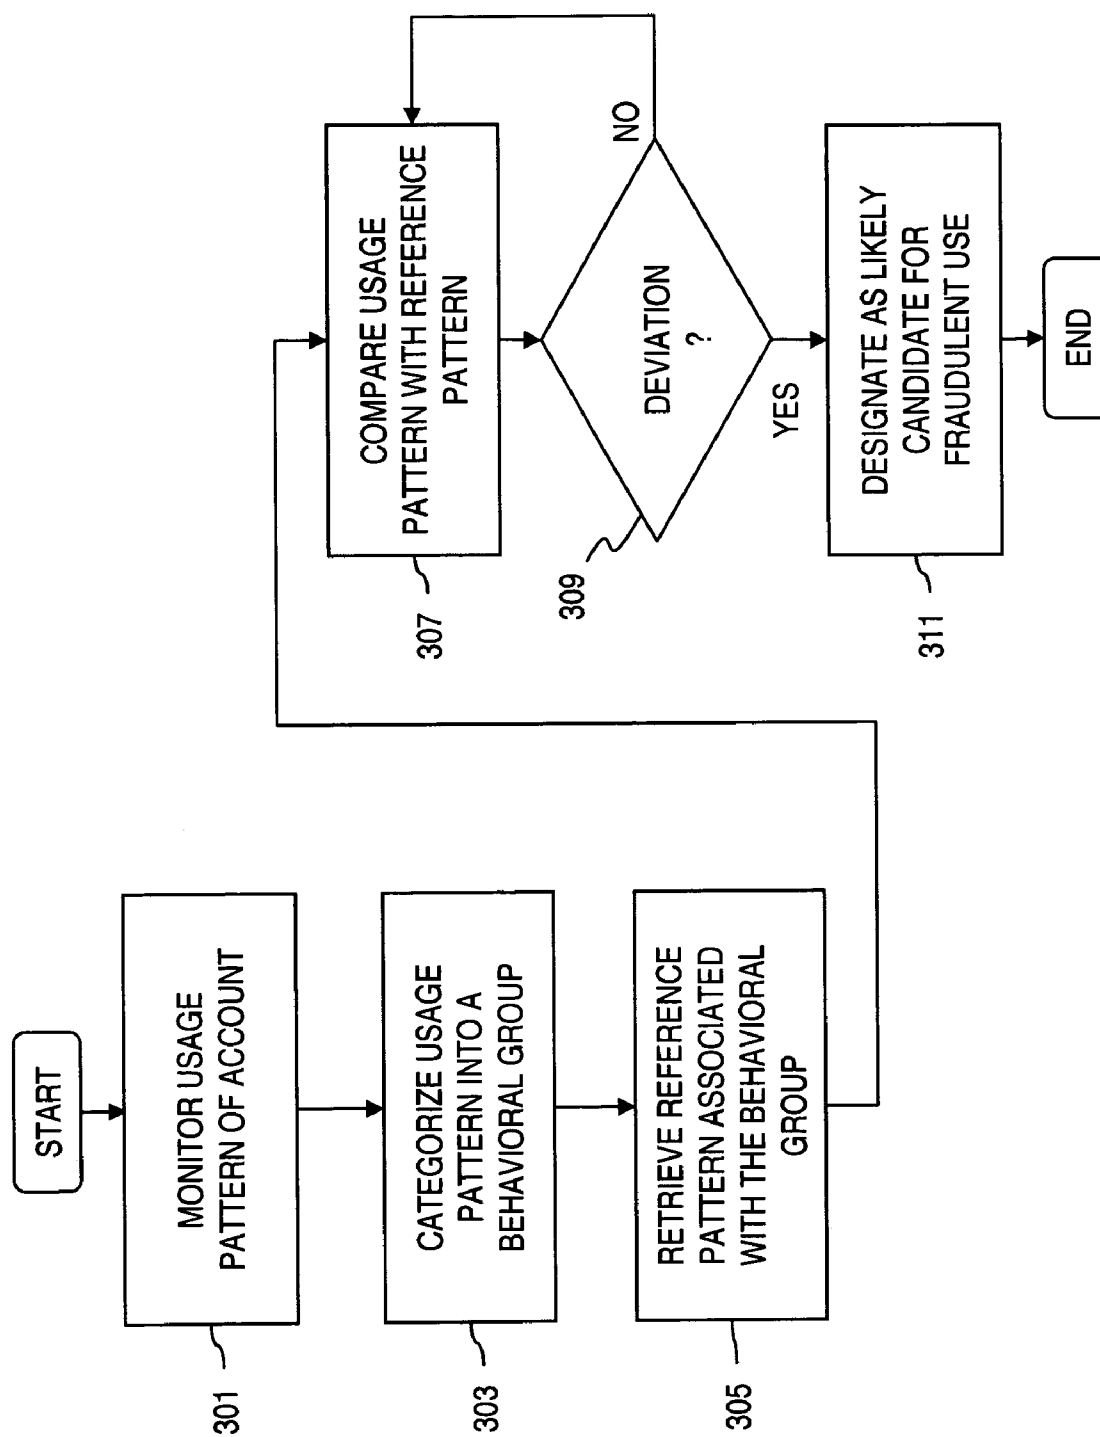 START
MONITOR USAGE
PATTERN OF ACCOUNT
301
CATEGORIZE USAGE
PATTERN INTO A
BEHAVIORAL GROUP
303
RETRIEVE REFERENCE
PATTERN ASSOCIATED
WITH THE BEHAVIORAL
GROUP
305
COMPARE USAGE
PATTERN WITH REFERENCE
PATTERN
307
DEVIATION
?
309
NO
YES
DESIGNATE AS LIKELY
CANDIDATE FOR
FRAUDULENT USE
311
END